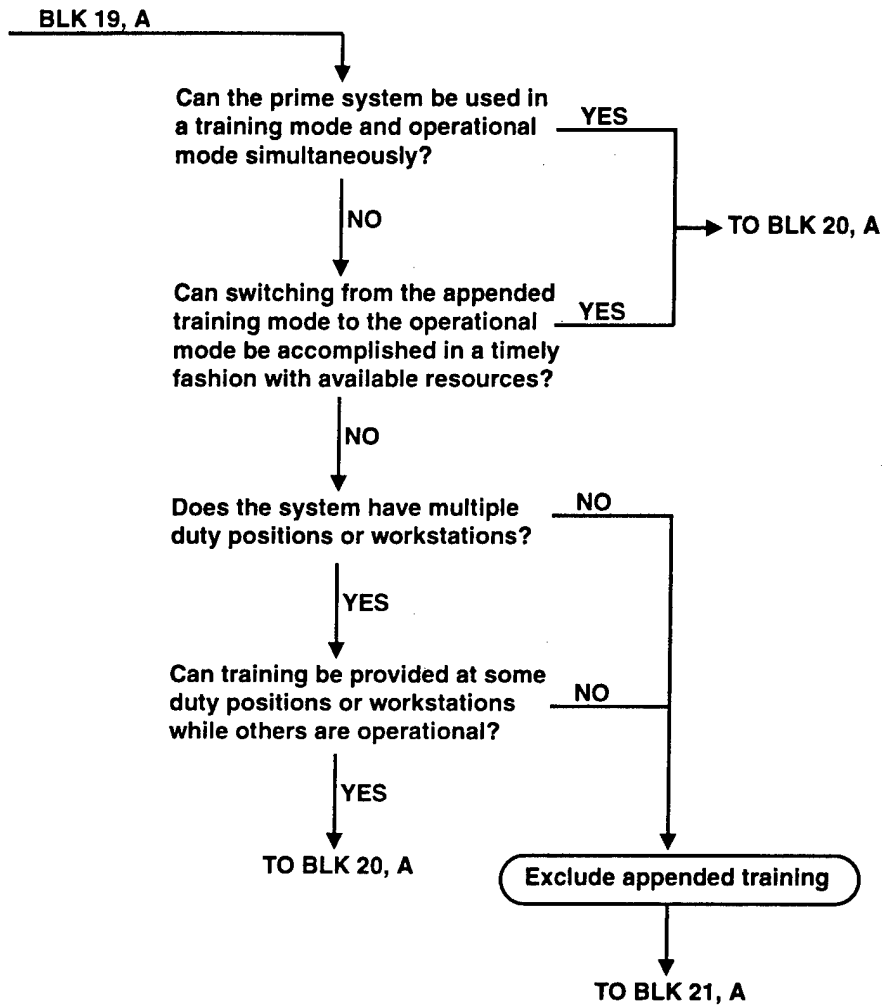 BLK 19, A
Can the prime system be used in
a training mode and operational
mode simultaneously?
YES
NO
TO BLK 20, A
Can switching from the appended
training mode to the operational
mode be accomplished in a timely
fashion with available resources?
YES
NO
Does the system have multiple
duty positions or workstations?
NO
YES
Can training be provided at some
duty positions or workstations
while others are operational?
NO
YES
TO BLK 20, A
Exclude appended training
TO BLK 21, A